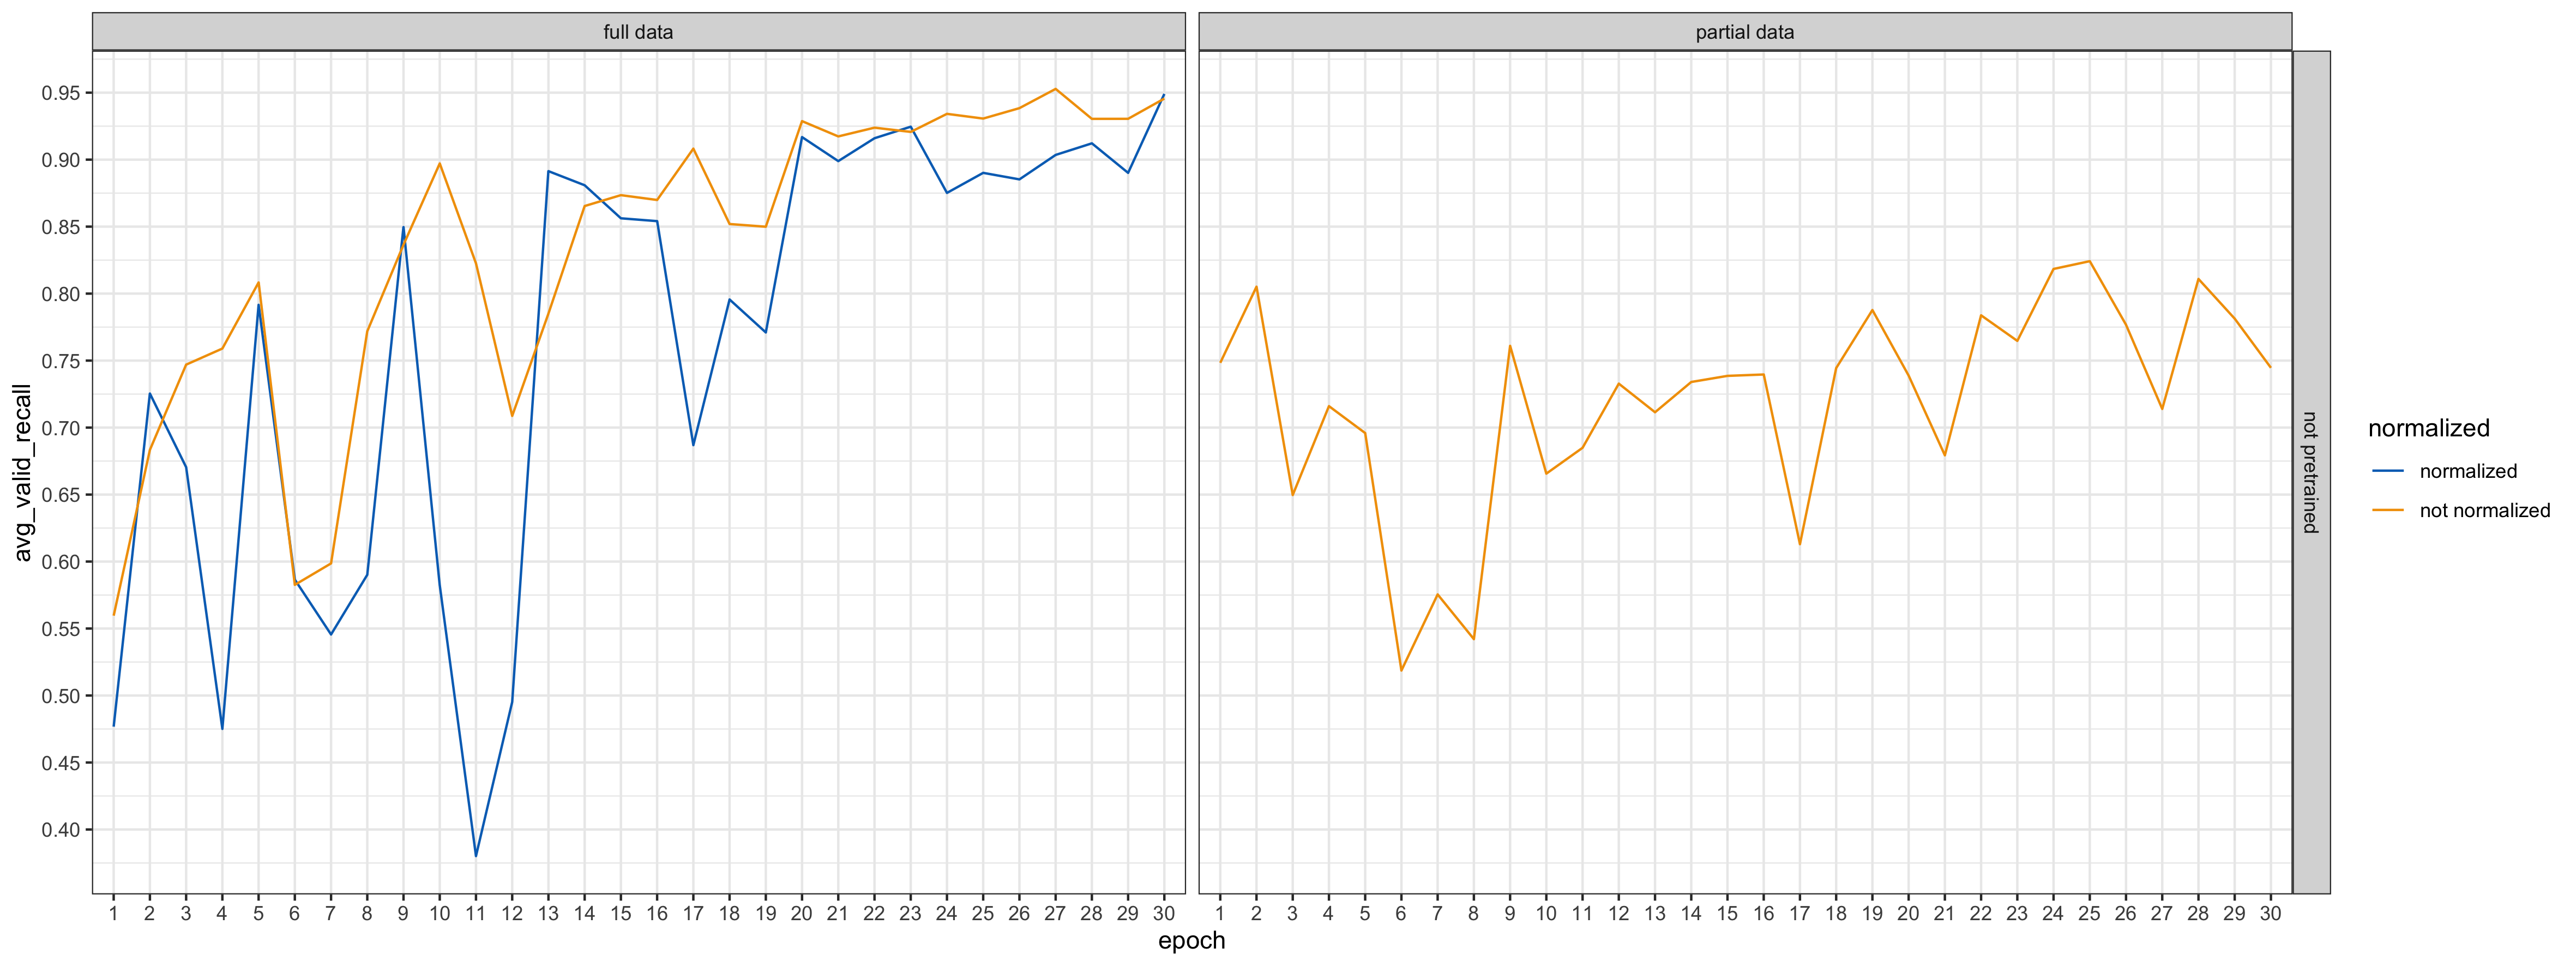 full data
partial data
0.95
0.90
0.85
0.80
0.75
0.70
0.65
0.60
0.55
0.50
0.45
0.40
avg_valid_recall
not pretrained
1 2 3 4 5 6 7 8 9 10 11 12 13 14 15 16 17 18 19 20 21 22 23 24 25 26 27 28 29 30
1 2 3 4 5 6 7 8 9 10 11 12 13 14 15 16 17 18 19 20 21 22 23 24 25 26 27 28 29 30
epoch
normalized
normalized
not normalized